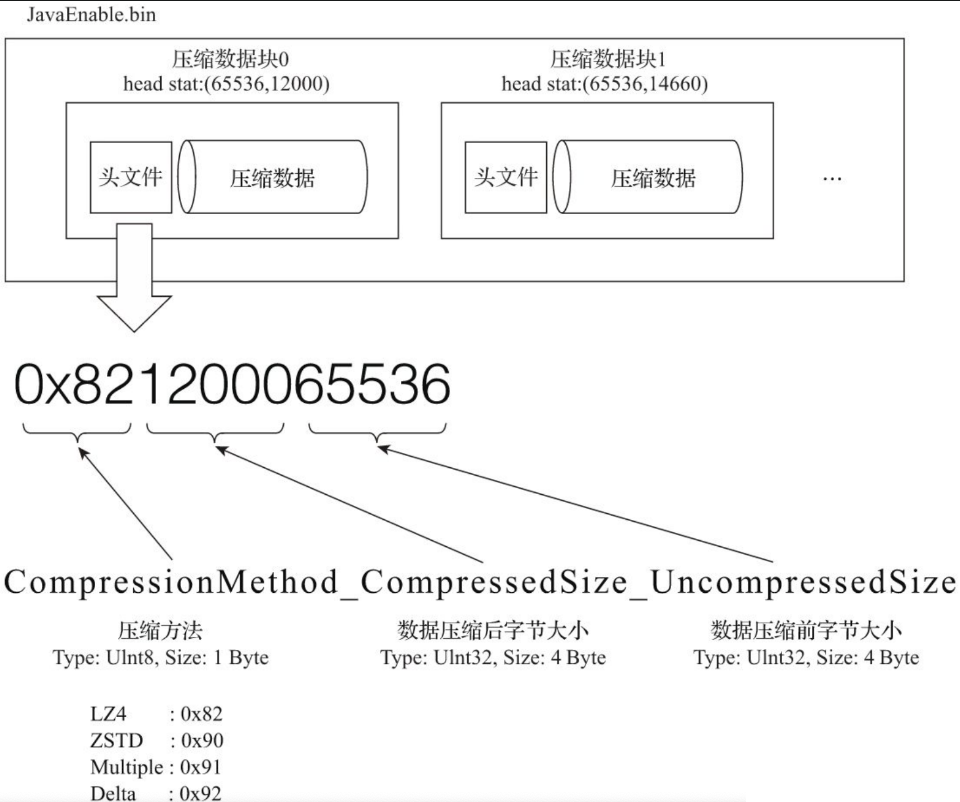 JavaEnable.bin
压缩数据块0
head stat:(65536,12000)
头文件
压缩数据
压缩数据块1
head stat:(65536,14660)
头文件
压缩数据
...
0x821200065536
CompressionMethod_CompressedSize_UncompressedSize
压缩方法
Type: UInt8, Size: 1 Byte
数据压缩后字节大小
Type: UInt32, Size: 4 Byte
数据压缩前字节大小
Type: UInt32, Size: 4 Byte
LZ4 : 0x82
ZSTD : 0x90
Multiple : 0x91
Delta : 0x92